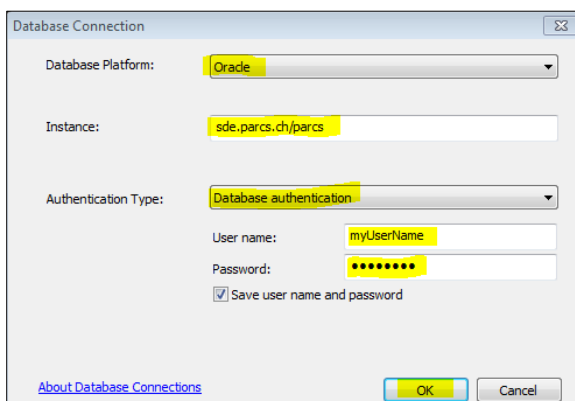 Database Connection
Database Platform: Oracle
Instance: sde.parcs.ch/parcs
Authentication Type: Database authentication
User name: myUserName
Password: ●●●●●●●●
Save user name and password
About Database Connections OK Cancel